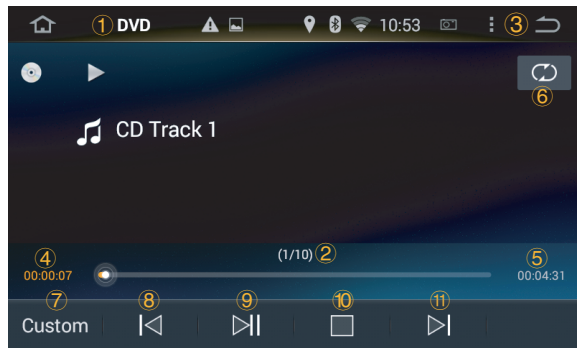 ① DVD 10:53 ③
⑥
CD Track 1
(1/10) ②
④ ⑤
00:00:07 00:04:31
⑦ ⑧ ⑨ ⑩ ⑪
Custom